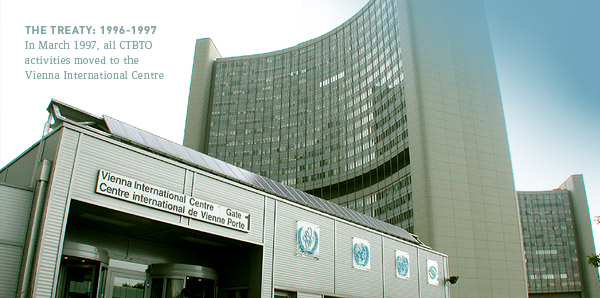 THE TREATY: 1996-1997
In March 1997, all CTBTO
activities moved to the
Vienna International Centre
Vienna International Centre Gate
Centre international de Vienne Porte
1